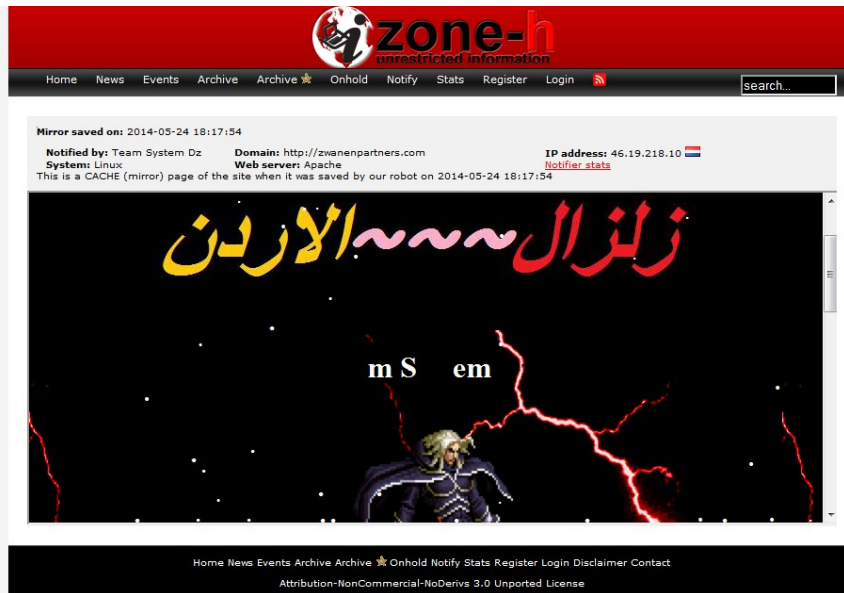 zone-h
unrestricted information
Home News Events Archive Archive Onhold Notify Stats Register Login
search...
Mirror saved on: 2014-05-24 18:17:54
Notified by: Team System Dz Domain: http://zwanenpartners.com IP address: 46.19.218.10
System: Linux Web server: Apache Notifier stats
This is a CACHE (mirror) page of the site when it was saved by our robot on 2014-05-24 18:17:54
زلزال~~~الاردن
m S em
Home News Events Archive Archive Onhold Notify Stats Register Login Disclaimer Contact
Attribution-NonCommercial-NoDerivs 3.0 Unported License